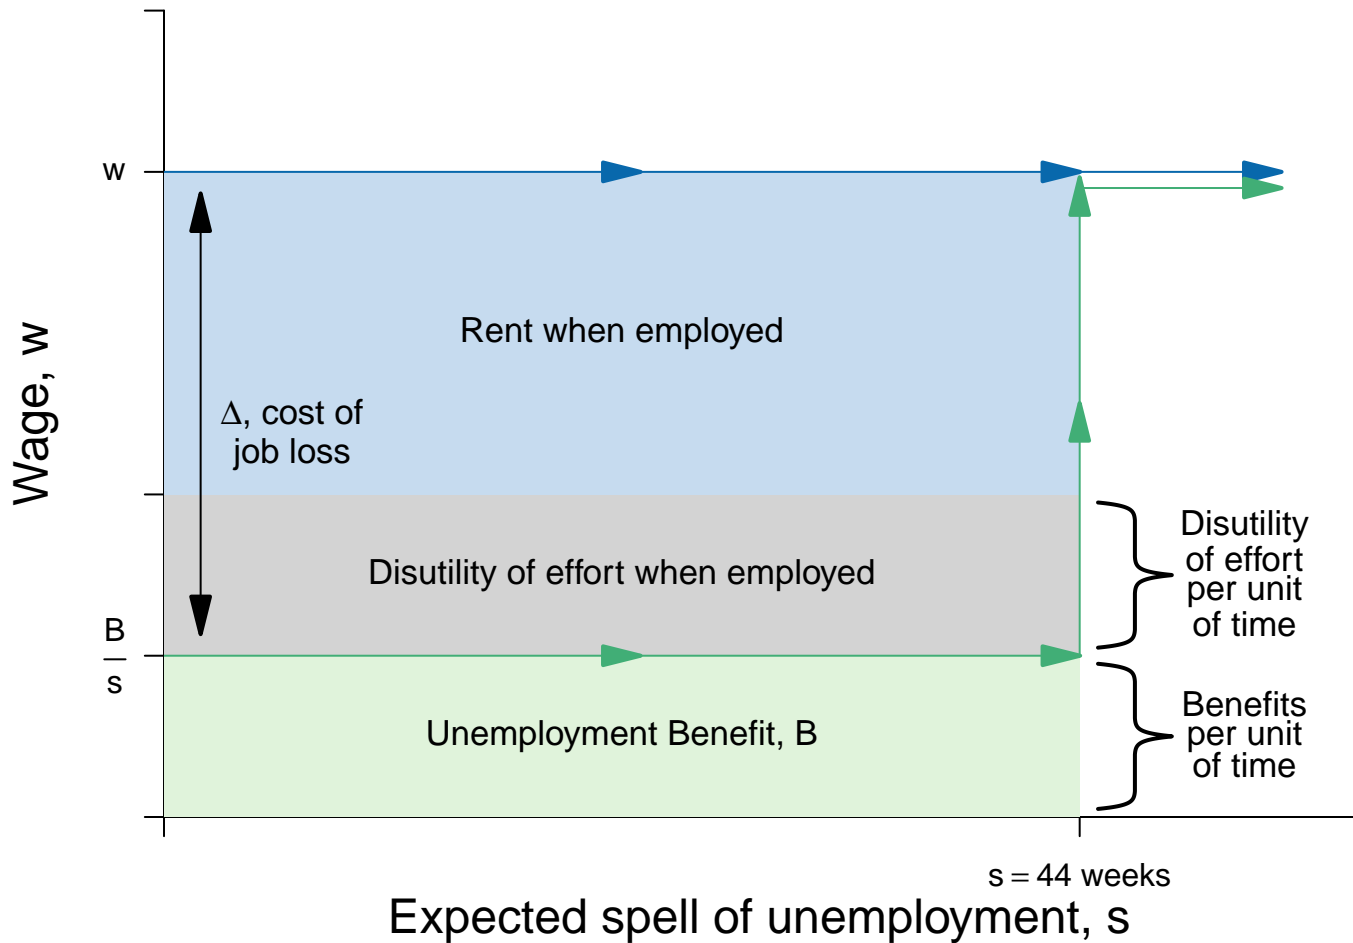 Wage, w
w
B
s
Rent when employed
Δ, cost of
job loss
Disutility of effort when employed
Unemployment Benefit, B
Disutility
of effort
per unit
of time
Benefits
per unit
of time
s = 44 weeks
Expected spell of unemployment, s